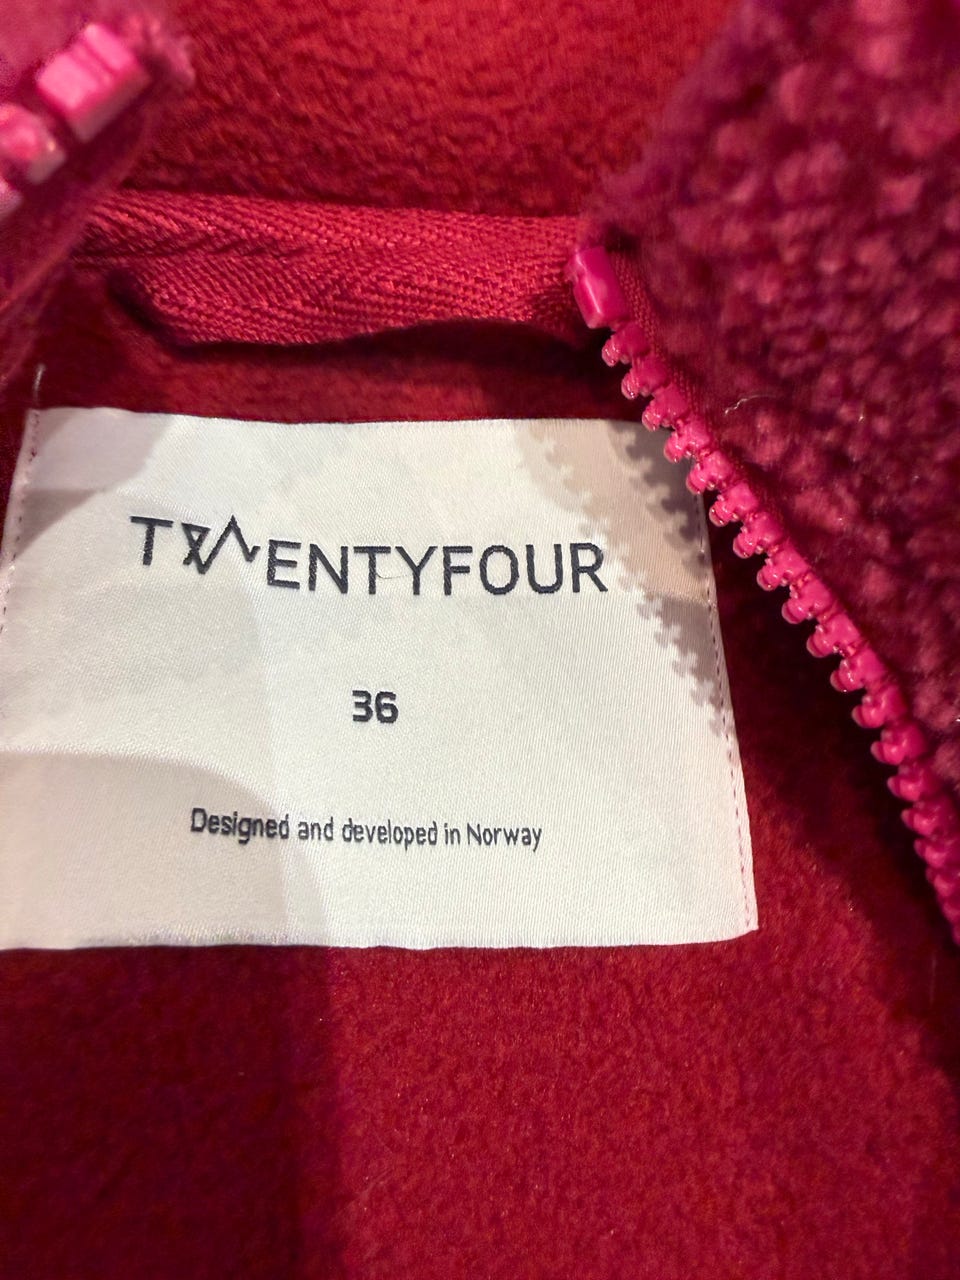 TWENTYFOUR
36
Designed and developed in Norway